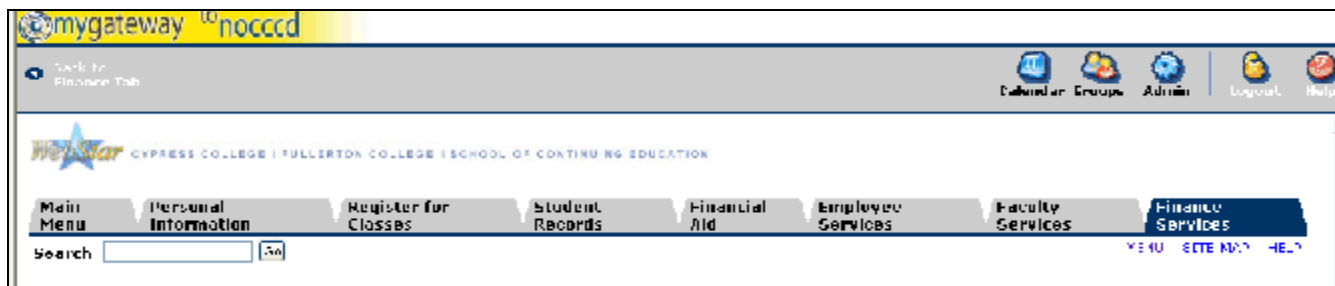 mygateway to nocccd
Back to
Finance Tab
Calendar Groups Admin Logout Help
WebStar CYPRESS COLLEGE | FULLERTON COLLEGE | SCHOOL OF CONTINUING EDUCATION
Main Menu
Personal Information
Register for Classes
Student Records
Financial Aid
Employee Services
Faculty Services
Finance Services
Search Go
MENU SITE MAP HELP